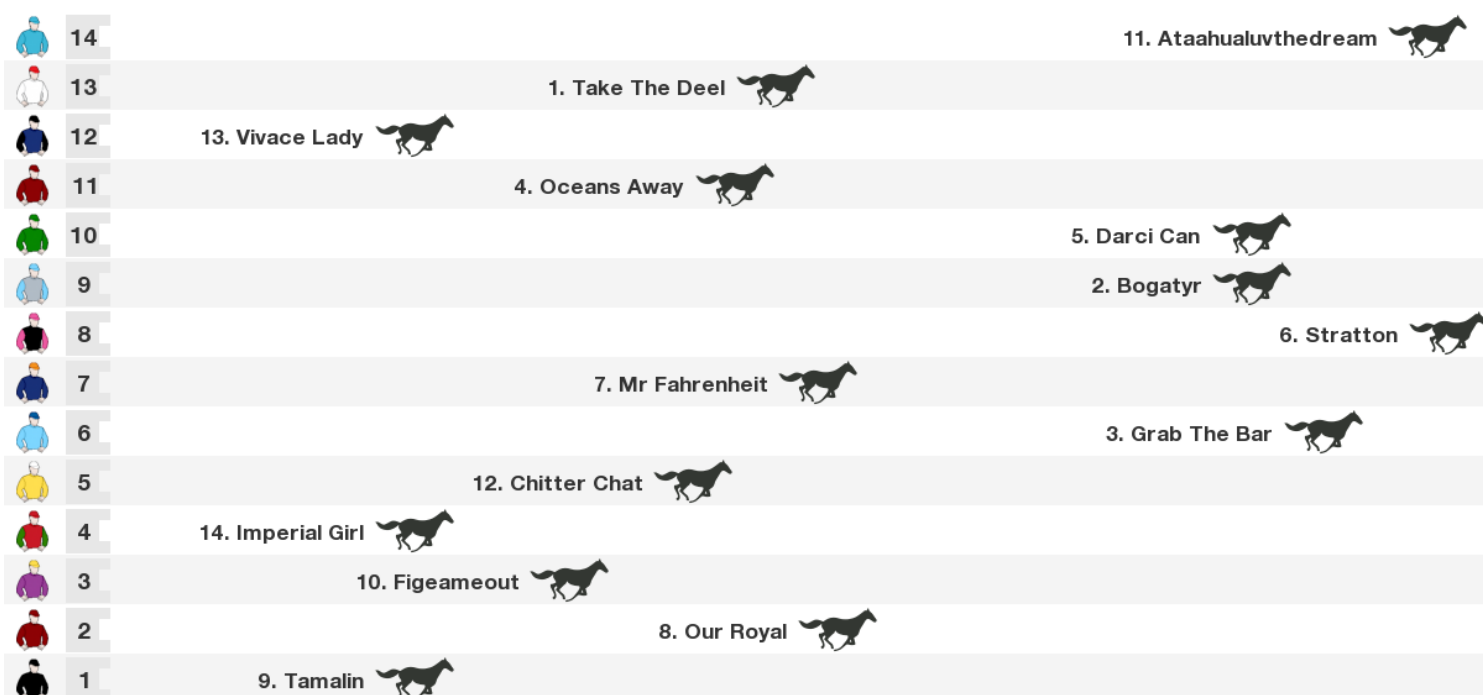 14 11. Ataahualuvthedream
13 1. Take The Deel
12 13. Vivace Lady
11 4. Oceans Away
10 5. Darci Can
9 2. Bogatyr
8 6. Stratton
7 7. Mr Fahrenheit
6 3. Grab The Bar
5 12. Chitter Chat
4 14. Imperial Girl
3 10. Figeameout
2 8. Our Royal
1 9. Tamalin